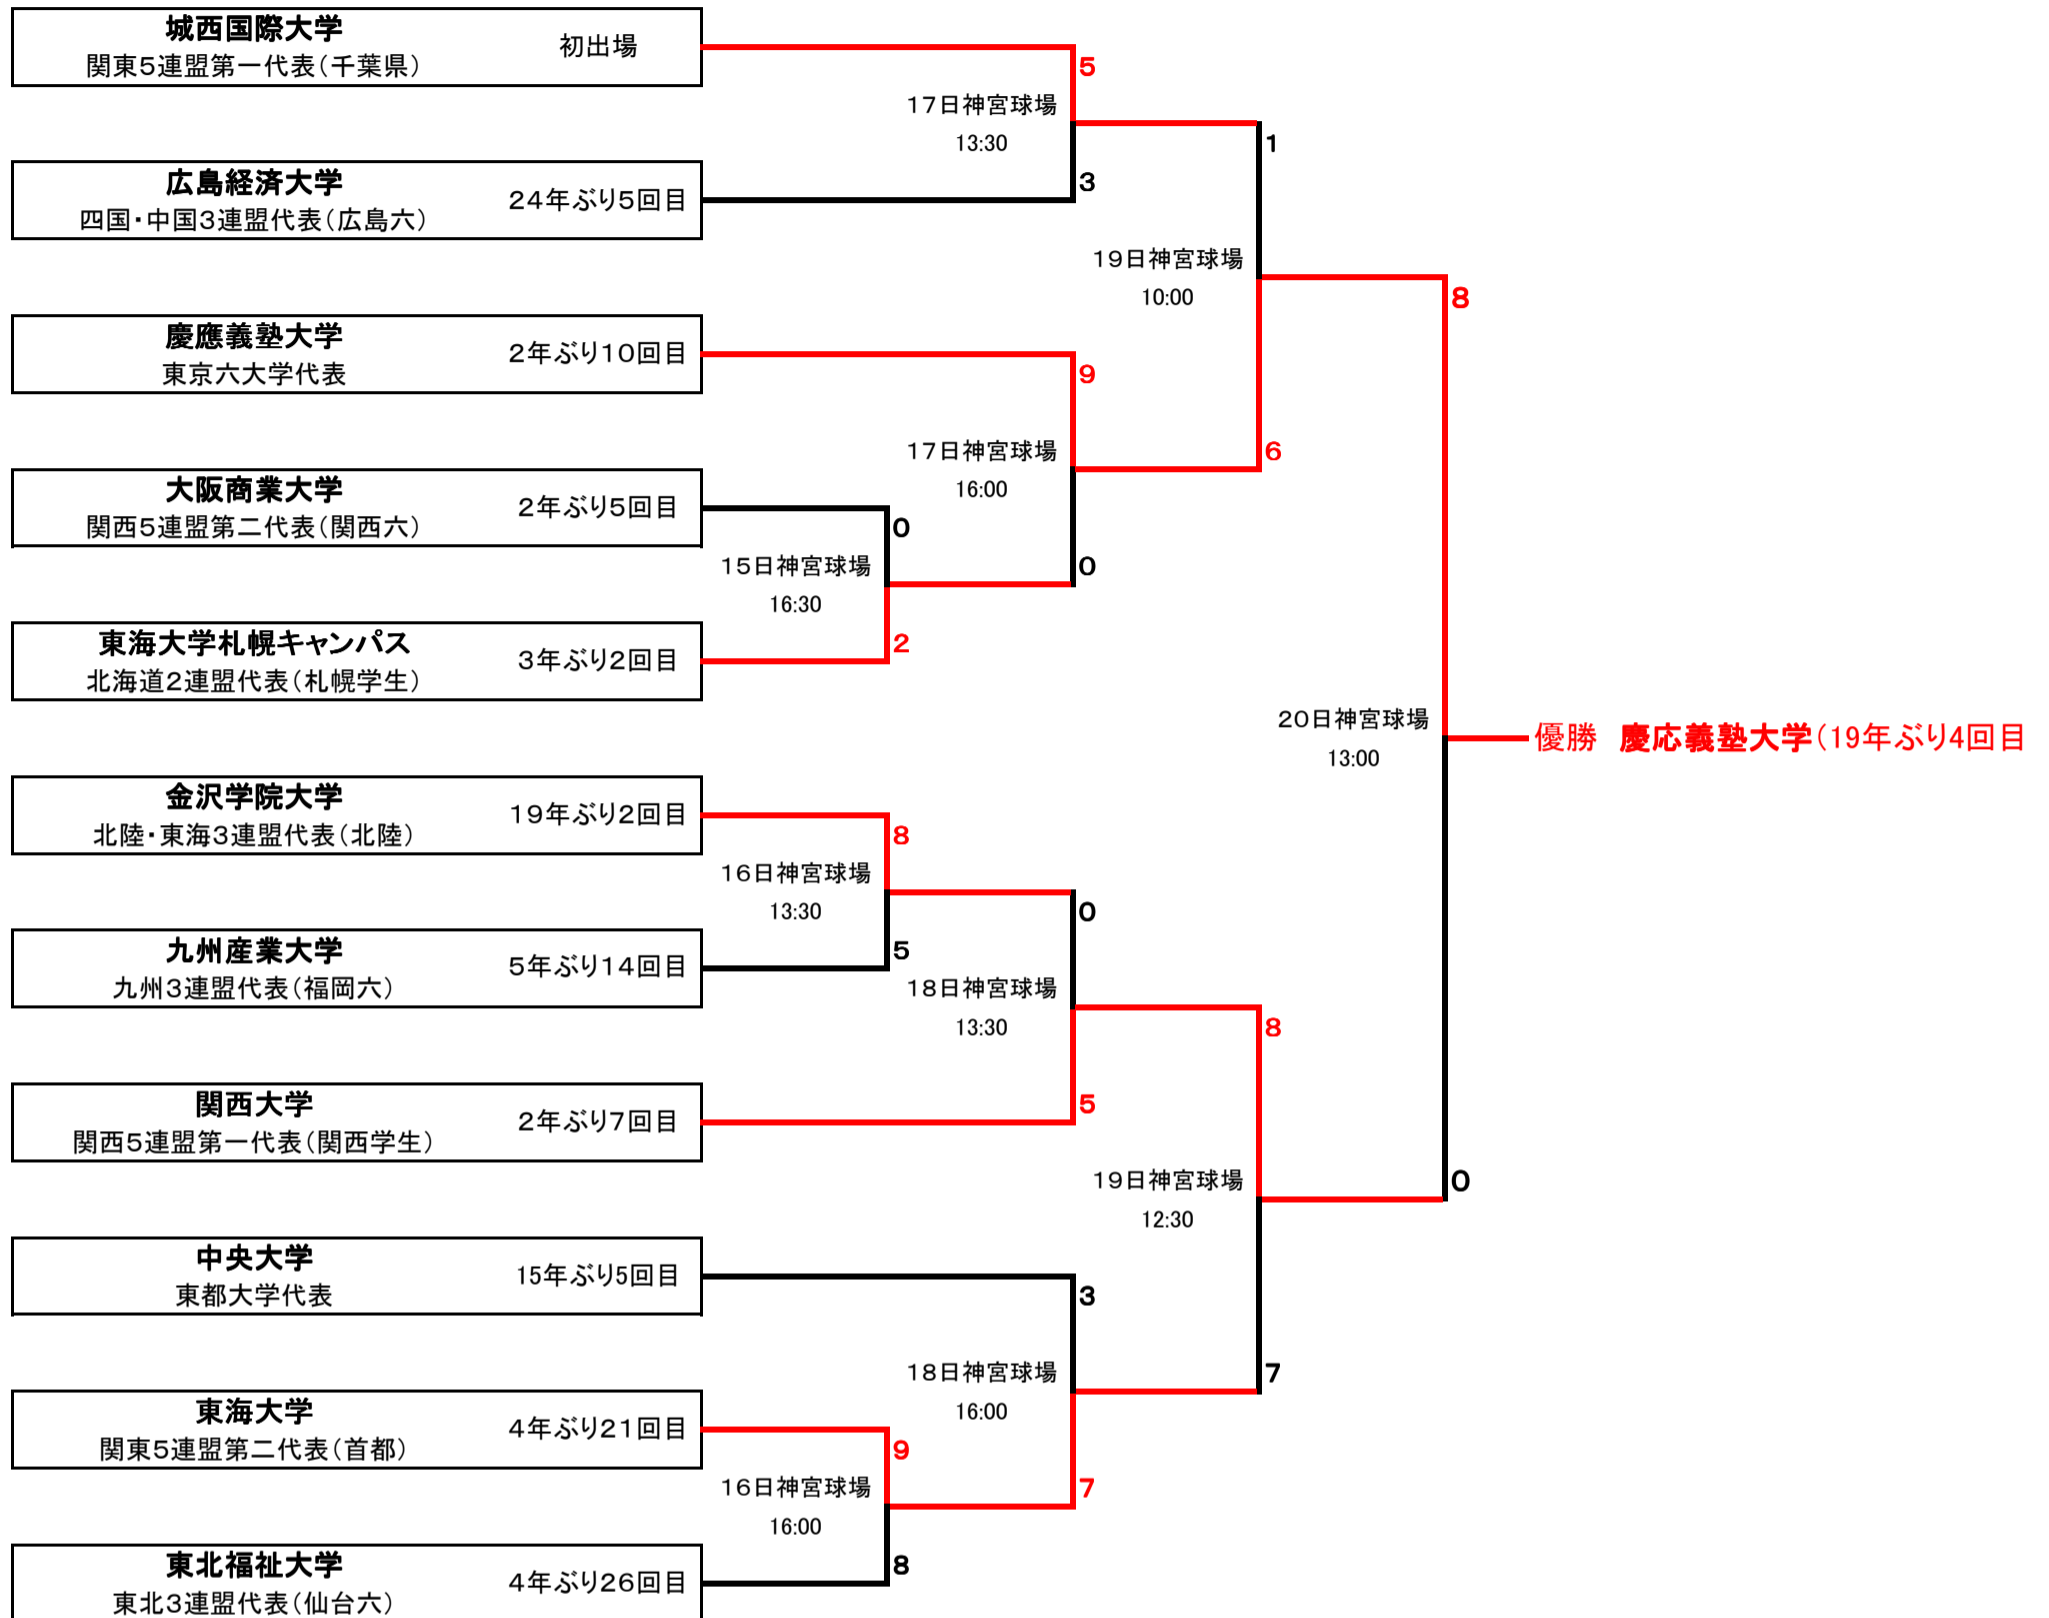 城西国際大学
初出場
関東5連盟第一代表(千葉県)
5
17日神宮球場
13:30
1
広島経済大学
24年ぶり5回目
四国・中国3連盟代表(広島六)
3
19日神宮球場
10:00
8
慶應義塾大学
2年ぶり10回目
東京六大学代表
9
17日神宮球場
16:00
6
大阪商業大学
2年ぶり5回目
関西5連盟第二代表(関西六)
0
15日神宮球場
16:30
0
東海大学札幌キャンパス
3年ぶり2回目
北海道2連盟代表(札幌学生)
2
20日神宮球場
13:00
優勝 慶応義塾大学(19年ぶり4回目
金沢学院大学
19年ぶり2回目
北陸・東海3連盟代表(北陸)
8
16日神宮球場
13:30
0
九州産業大学
5年ぶり14回目
九州3連盟代表(福岡六)
5
18日神宮球場
13:30
8
関西大学
2年ぶり7回目
関西5連盟第一代表(関西学生)
5
19日神宮球場
12:30
0
中央大学
15年ぶり5回目
東都大学代表
3
18日神宮球場
16:00
7
東海大学
4年ぶり21回目
関東5連盟第二代表(首都)
9
16日神宮球場
16:00
7
東北福祉大学
4年ぶり26回目
東北3連盟代表(仙台六)
8